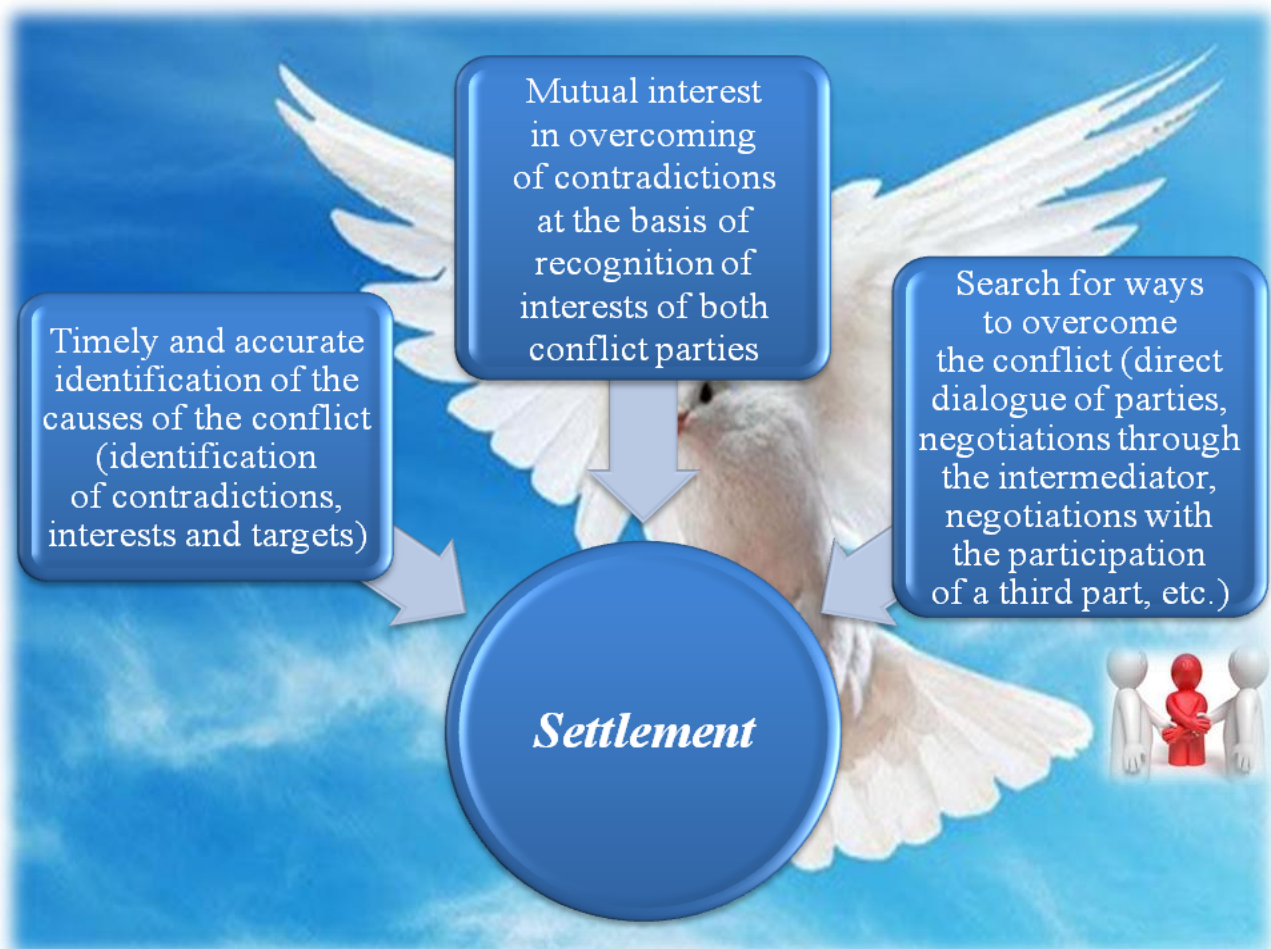 Timely and accurate
identification of the
causes of the conflict
(identification
of contradictions,
interests and targets)
Mutual interest
in overcoming
of contradictions
at the basis of
recognition of
interests of both
conflict parties
Search for ways
to overcome
the conflict (direct
dialogue of parties,
negotiations through
the intermediator,
negotiations with
the participation
of a third part, etc.)
Settlement